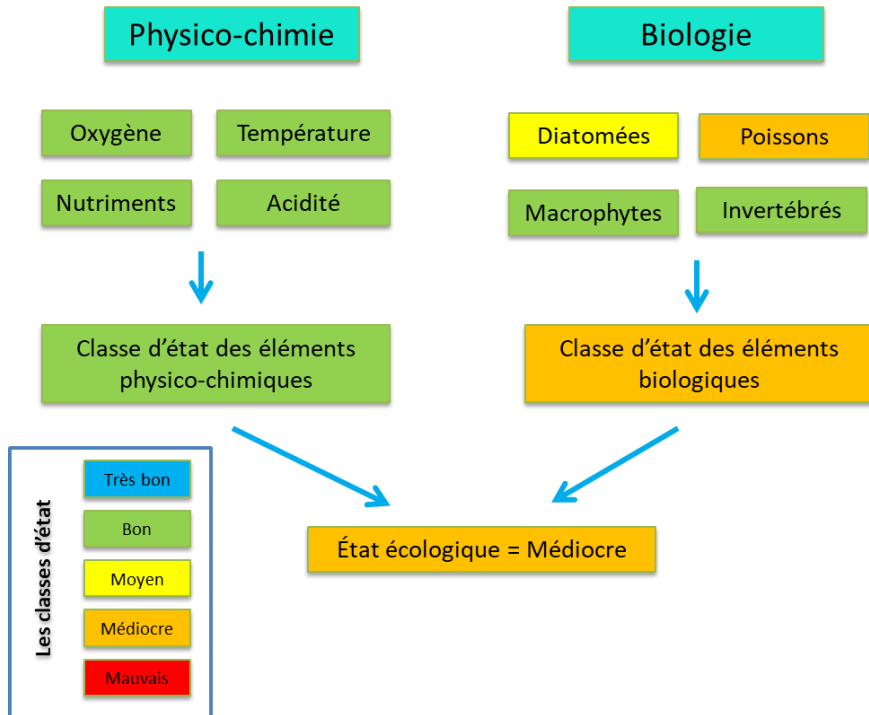 Physico-chimie
Biologie
Oxygène
Température
Diatomées
Poissons
Nutriments
Acidité
Macrophytes
Invertébrés
Classe d'état des éléments
physico-chimiques
Classe d'état des éléments
biologiques
Les classes d'état
Très bon
Bon
Moyen
Médiocre
Mauvais
État écologique = Médiocre